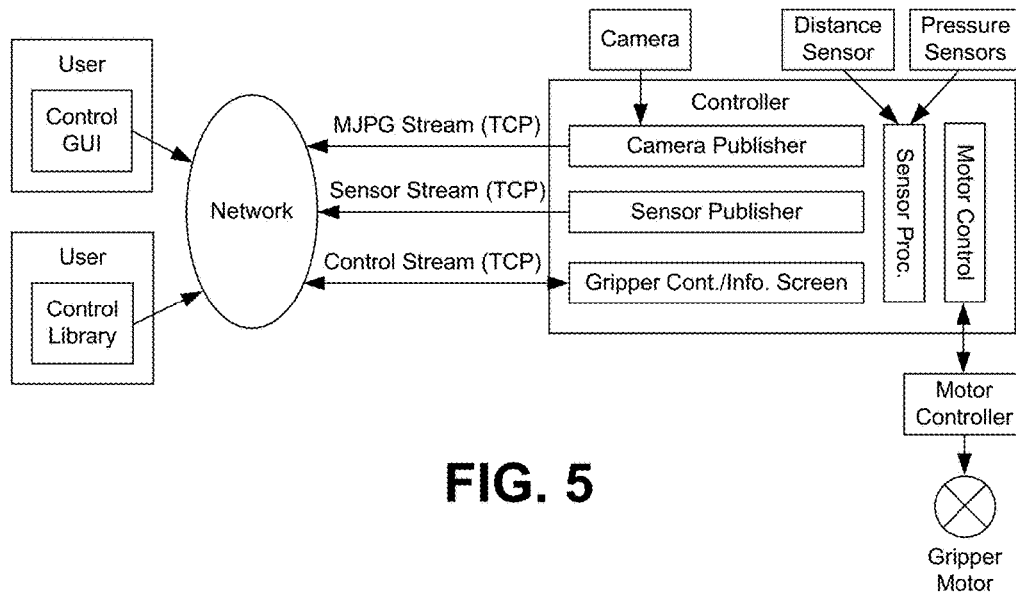 User
Control
GUI
User
Control
Library
Network
MJPG Stream (TCP)
Sensor Stream (TCP)
Control Stream (TCP)
Camera
Distance
Sensor
Pressure
Sensors
Controller
Camera Publisher
Sensor Publisher
Gripper Cont./Info. Screen
Sensor Proc.
Motor Control
Motor
Controller
Gripper
Motor
FIG. 5